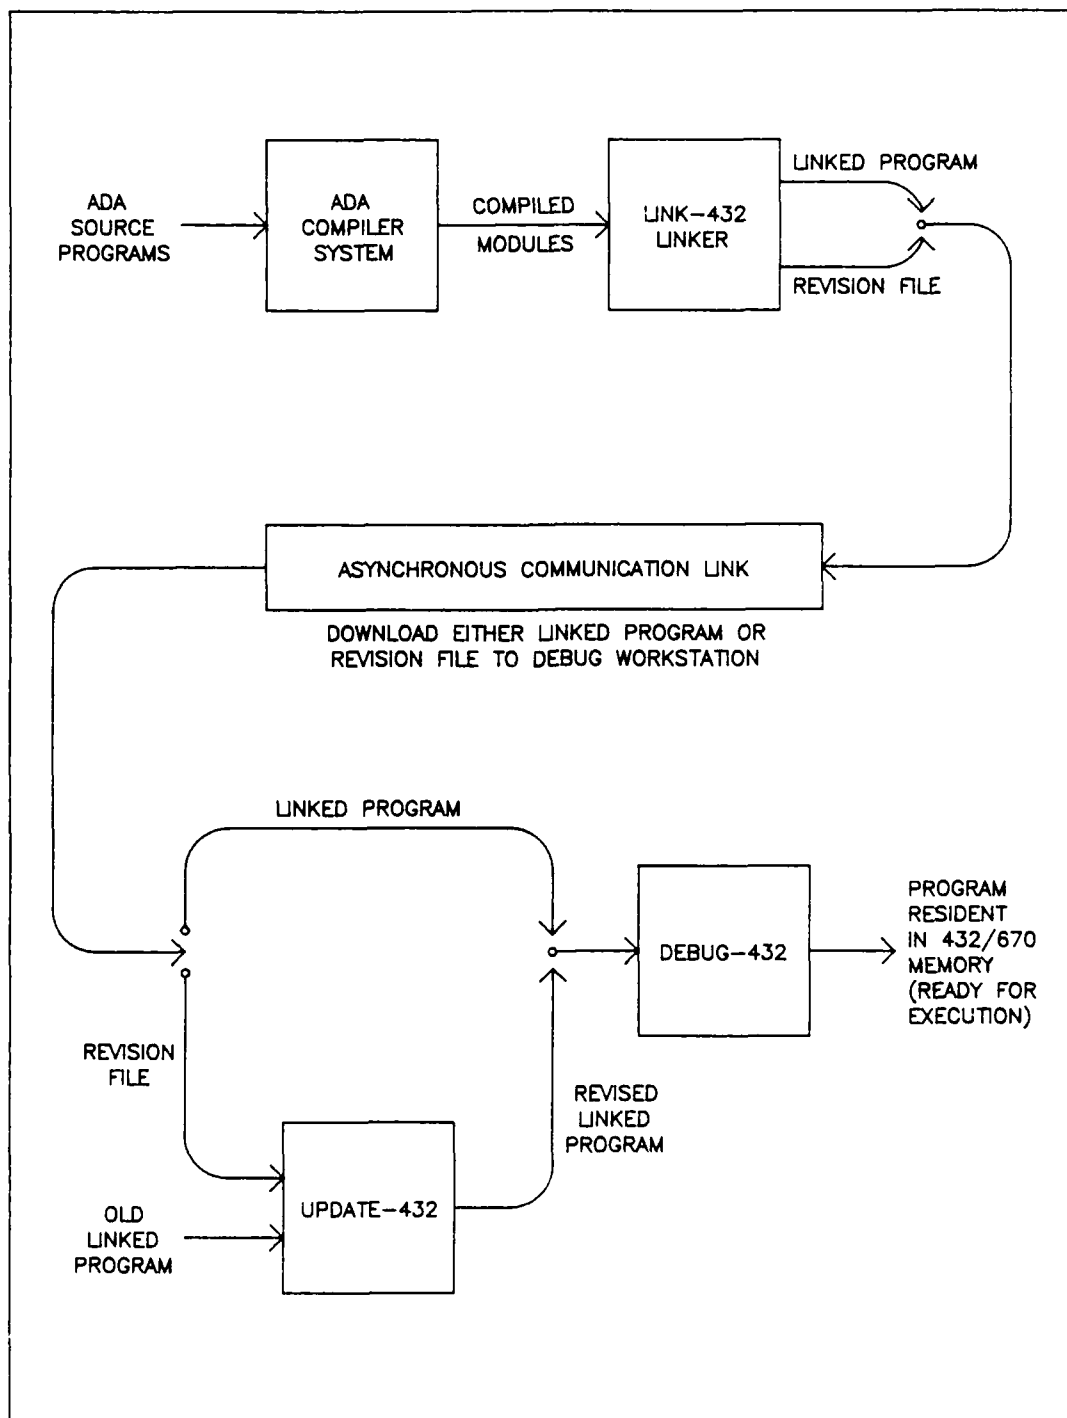 ADA
SOURCE
PROGRAMS
ADA
COMPILER
SYSTEM
COMPILED
MODULES
LINK-432
LINKER
LINKED PROGRAM
REVISION FILE
ASYNCHRONOUS COMMUNICATION LINK
DOWNLOAD EITHER LINKED PROGRAM OR
REVISION FILE TO DEBUG WORKSTATION
LINKED PROGRAM
DEBUG-432
PROGRAM
RESIDENT
IN 432/670
MEMORY
(READY FOR
EXECUTION)
REVISION
FILE
REVISED
LINKED
PROGRAM
UPDATE-432
OLD
LINKED
PROGRAM